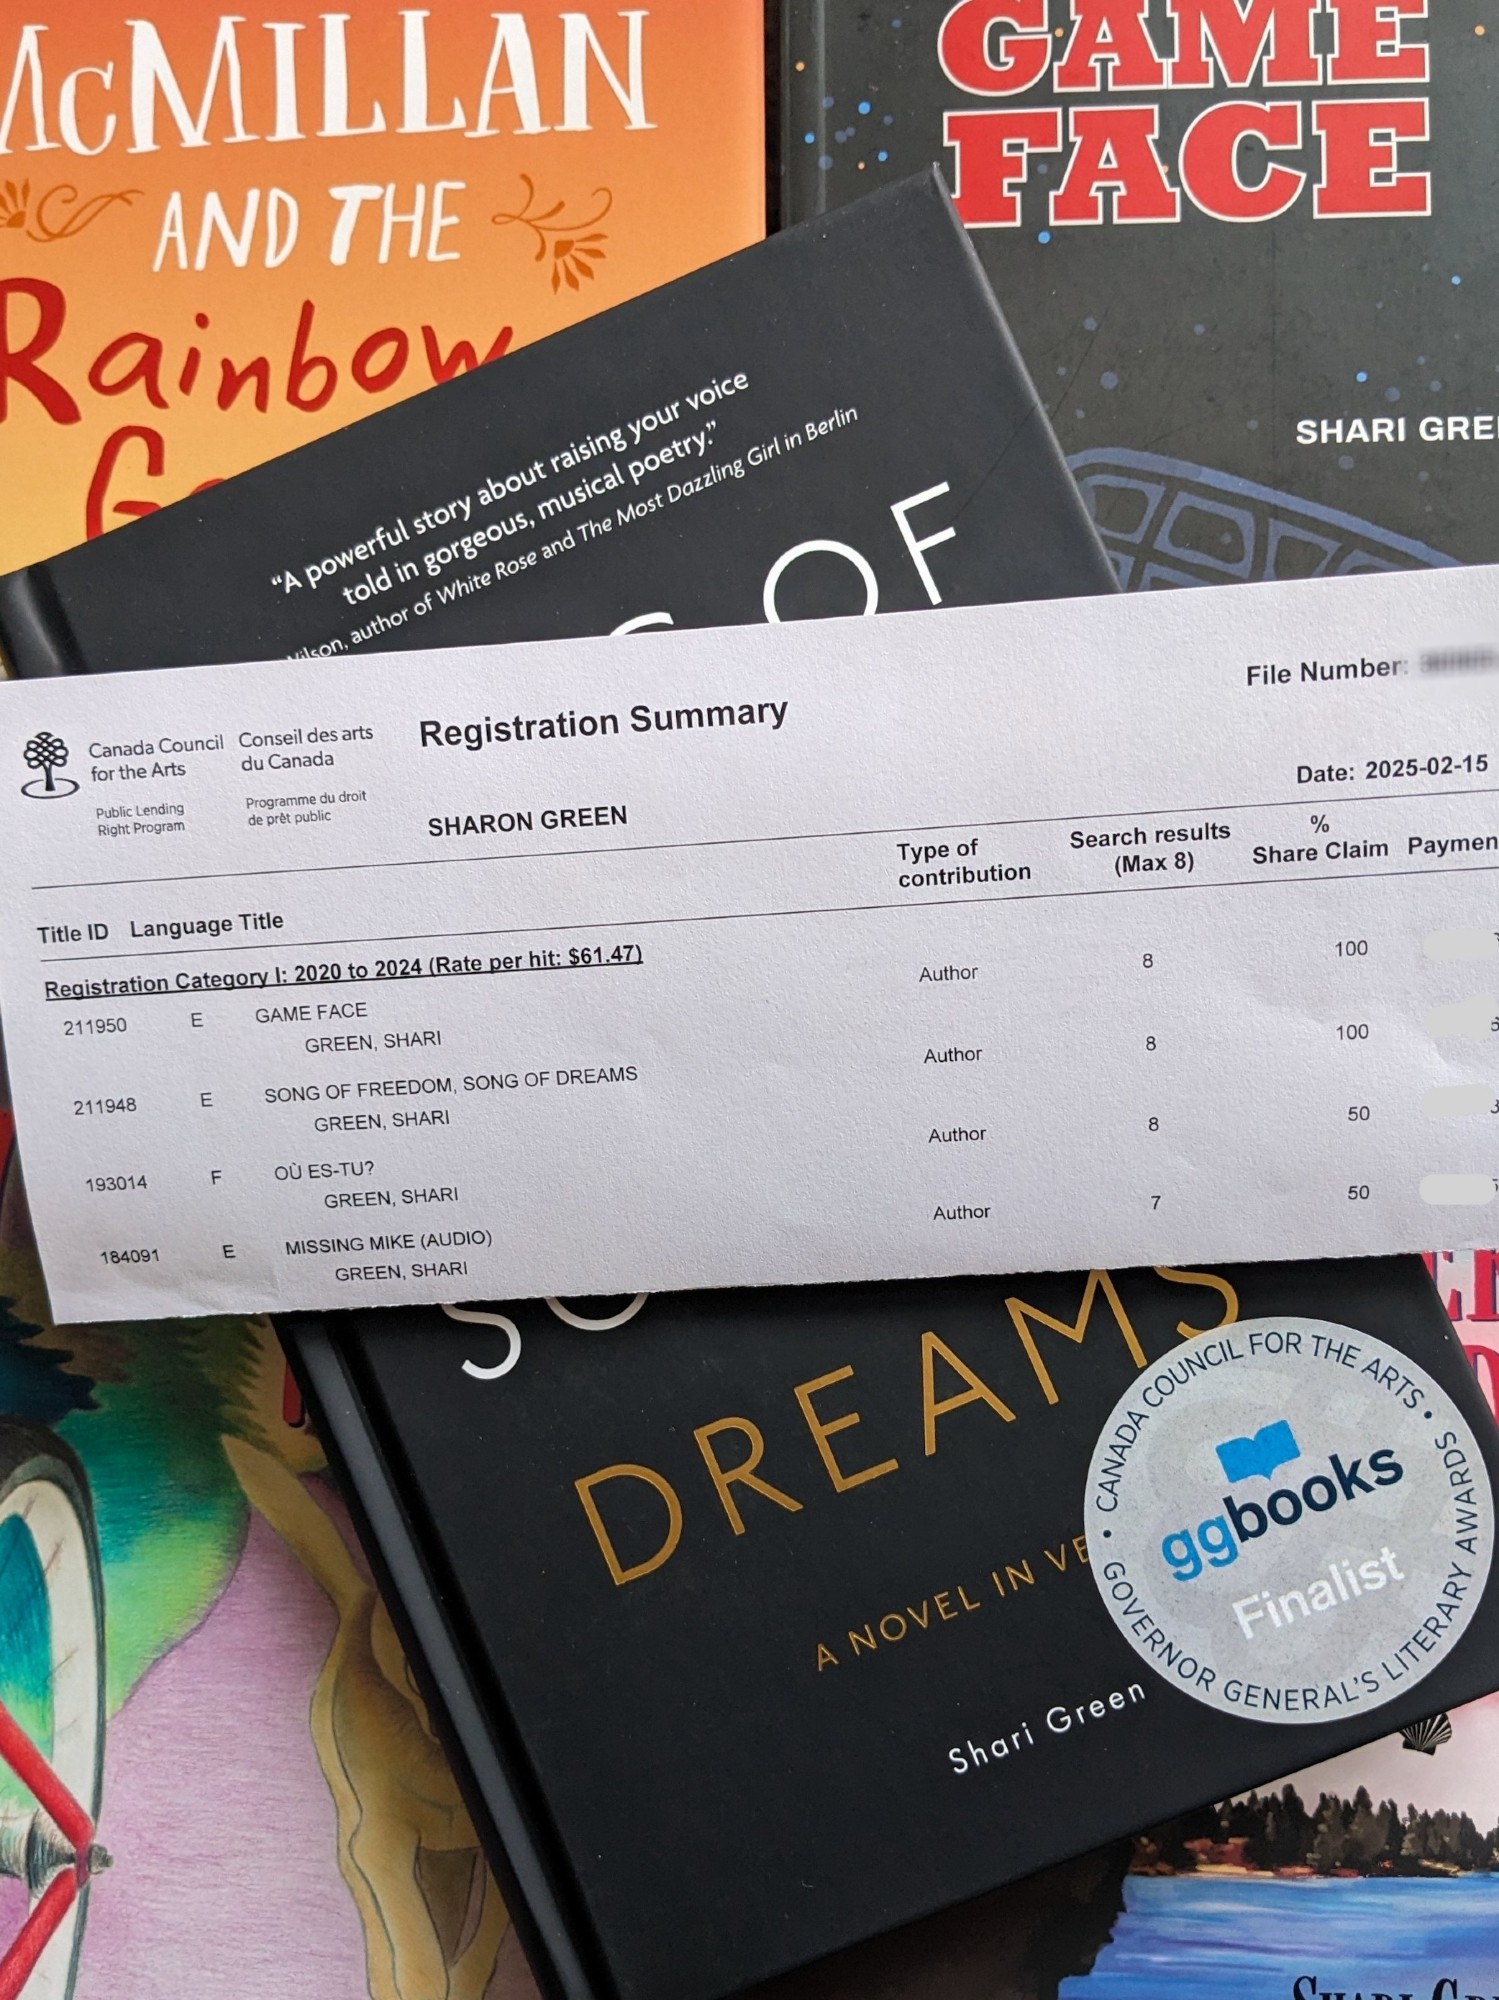 McMILLAN
AND THE
Rainbow
GAME
FACE
SHARI GREE
"A powerful story about raising your voice
told in gorgeous, musical poetry."
author of White Rose and The Most Dazzling Girl in Berlin
OF
Canada Council
for the Arts
Conseil des arts
du Canada
Public Lending
Right Program
Programme du droit
de prêt public
Registration Summary
SHARON GREEN
File Number:
Date: 2025-02-15
Title ID Language Title
Type of
contribution
Search results
(Max 8)
%
Share Claim
Paymen
Registration Category I: 2020 to 2024 (Rate per hit: $61.47)
211950 E GAME FACE Author 8 100
GREEN, SHARI
211948 E SONG OF FREEDOM, SONG OF DREAMS Author 8 100
GREEN, SHARI
193014 F OÙ ES-TU? Author 8 50
GREEN, SHARI
184091 E MISSING MIKE (AUDIO) Author 7 50
GREEN, SHARI
DREAMS
A NOVEL IN VE
Shari Green
CANADA COUNCIL FOR THE ARTS
ggbooks
Finalist
GOVERNOR GENERAL'S LITERARY AWARDS